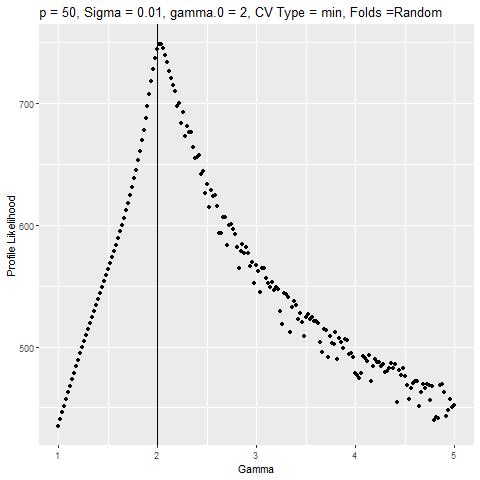 p = 50, Sigma = 0.01, gamma.0 = 2, CV Type = min, Folds =Random
Profile Likelihood
700
600
500
1 2 3 4 5
Gamma